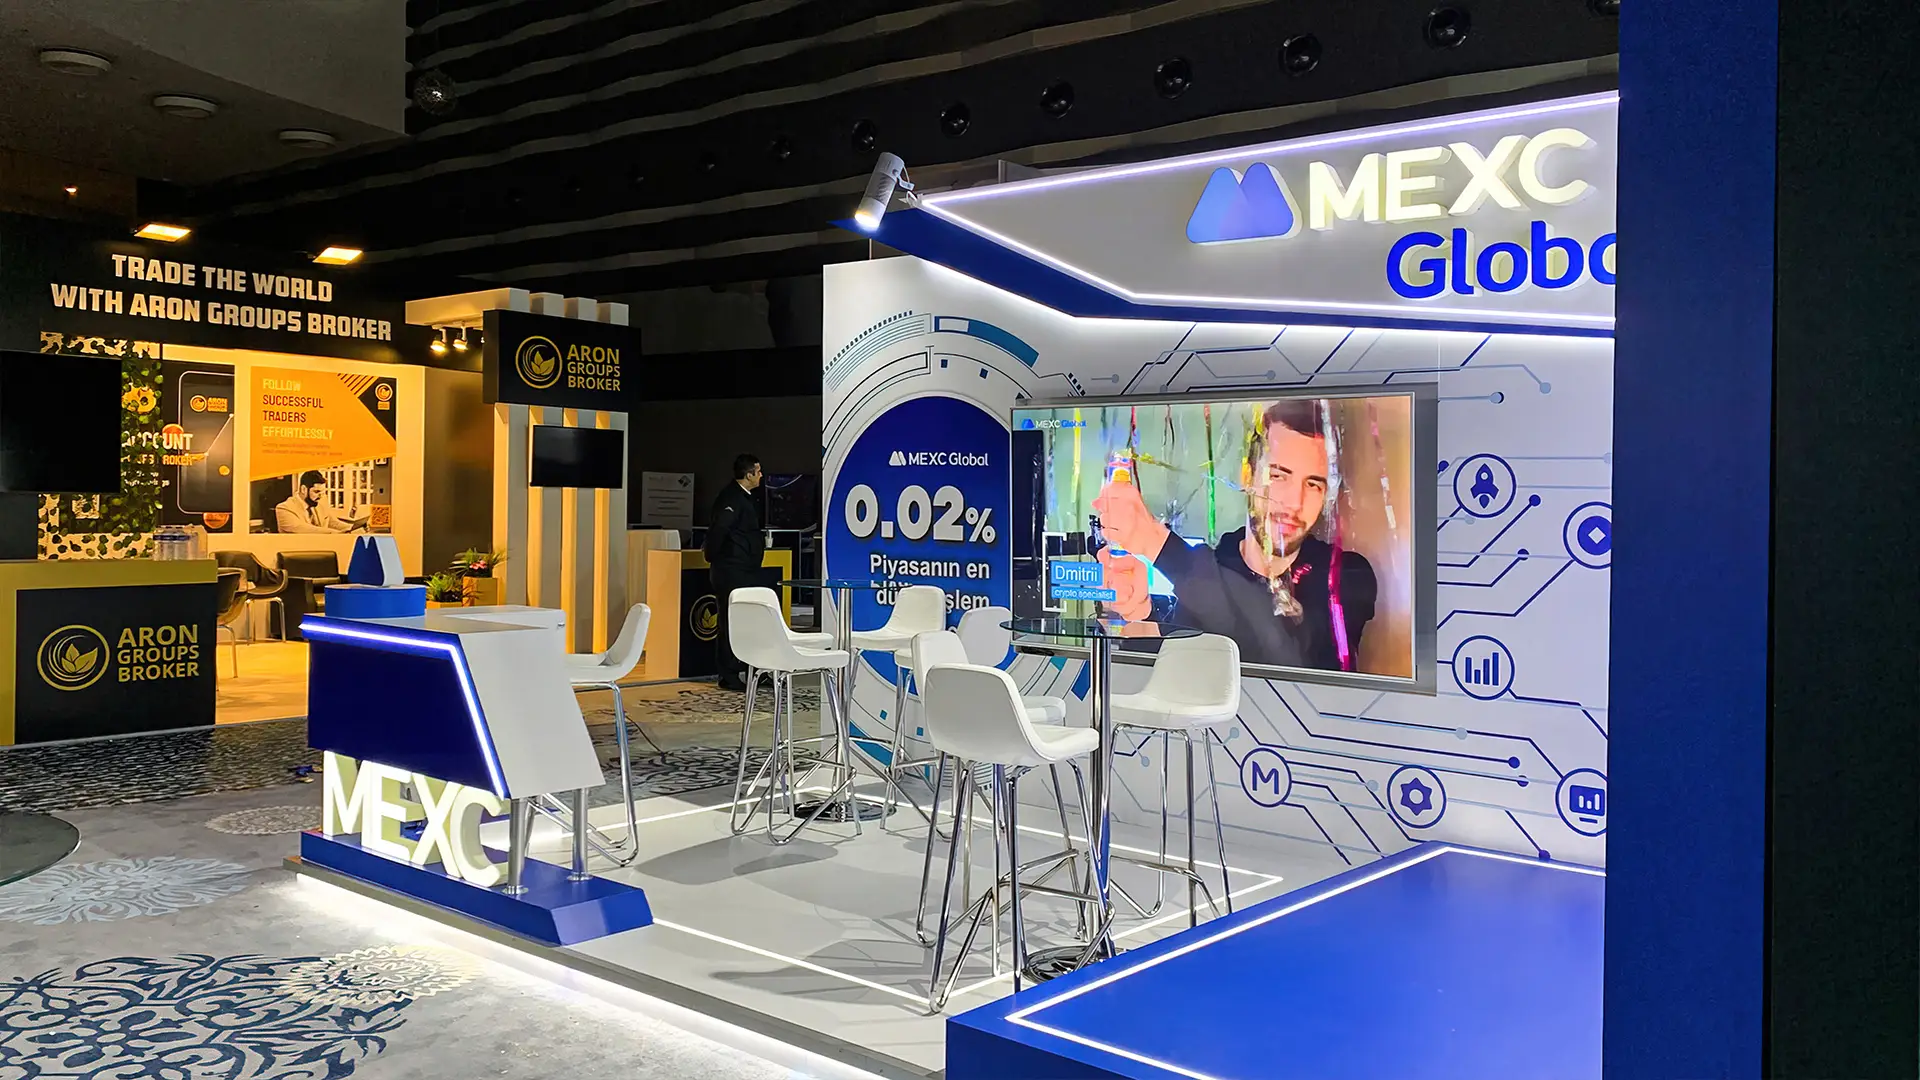 TRADE THE WORLD
WITH ARON GROUPS BROKER
ARON
GROUPS
BROKER
FOLLOW
SUCCESSFUL
TRADERS
EFFORTLESSLY
ARON
GROUPS
BROKER
MEXC
MEXC
Global
MEXC Global
0.02%
Piyasanın en
MEXC Global
Dmitrii
crypto specialist
M